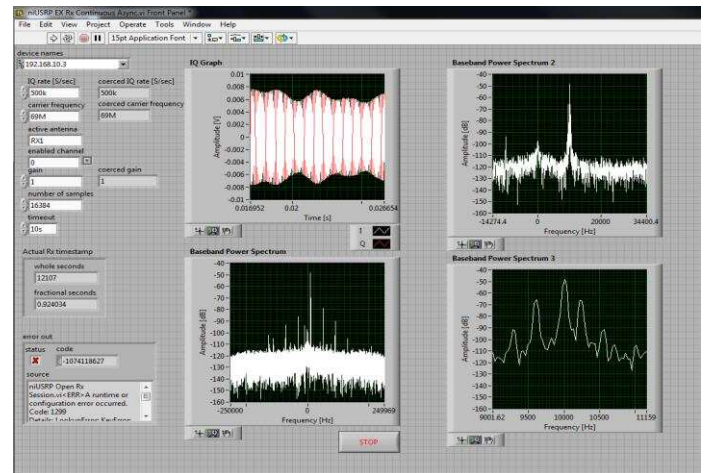 niUSRP EX Rx Continuous Async.vi Front Panel *
File Edit View Project Operate Tools Window Help
15pt Application Font
device names
192.168.10.3
IQ rate [S/sec] coerced IQ rate [S/sec]
500k 500k
carrier frequency coerced carrier frequency
69M 69M
active antenna
RX1
enabled channel
0
gain coerced gain
1 1
number of samples
16384
timeout
10s
Actual Rx timestamp
whole seconds
12107
fractional seconds
0.924034
error out
status code
-1074118627
source
niUSRP Open Rx
Session.vi<ERR>A runtime or
configuration error occurred.
Code: 1299
Details: LookupError: KeyError:
IQ Graph
Amplitude [V]
0.01
0.008
0.006
0.004
0.002
0
-0.002
-0.004
-0.006
-0.008
-0.01
0.016952 0.02 0.026654
Time [s]
I
Q
Baseband Power Spectrum
Amplitude [dB]
-40
-50
-60
-70
-80
-90
-100
-110
-120
-130
-140
-150
-160
-250000 0 249969
Frequency [Hz]
STOP
Baseband Power Spectrum 2
Amplitude [dB]
-40
-50
-60
-70
-80
-90
-100
-110
-120
-130
-140
-150
-160
-14274.4 0 20000 34400.4
Frequency [Hz]
Baseband Power Spectrum 3
Amplitude [dB]
-40
-50
-60
-70
-80
-90
-100
-110
-120
-130
-140
-150
-160
9001.62 9500 10000 10500 11159
Frequency [Hz]